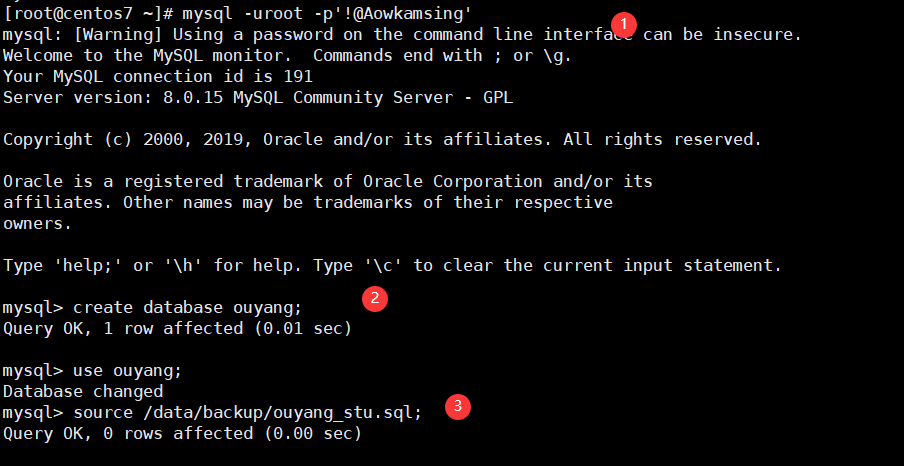 [root@centos7 ~]# mysql -uroot -p'!@Aowkamsing'
1
mysql: [Warning] Using a password on the command line interface can be insecure.
Welcome to the MySQL monitor.  Commands end with ; or \g.
Your MySQL connection id is 191
Server version: 8.0.15 MySQL Community Server - GPL
Copyright (c) 2000, 2019, Oracle and/or its affiliates. All rights reserved.
Oracle is a registered trademark of Oracle Corporation and/or its
affiliates. Other names may be trademarks of their respective
owners.
Type 'help;' or '\h' for help. Type '\c' to clear the current input statement.
mysql> create database ouyang;
2
Query OK, 1 row affected (0.01 sec)
mysql> use ouyang;
Database changed
mysql> source /data/backup/ouyang_stu.sql;
3
Query OK, 0 rows affected (0.00 sec)